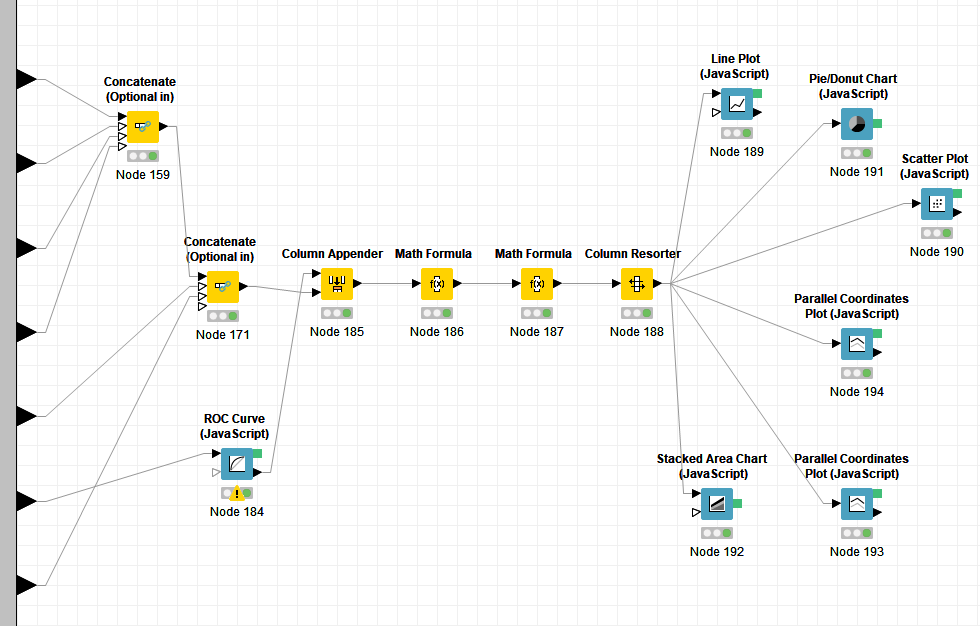 Line Plot
(JavaScript)
Node 189
Pie/Donut Chart
(JavaScript)
Node 191
Concatenate
(Optional in)
Node 159
Scatter Plot
(JavaScript)
Node 190
Concatenate
(Optional in)
Node 171
Column Appender
Node 185
Math Formula
f(x)
Node 186
Math Formula
f(x)
Node 187
Column Resorter
Node 188
Parallel Coordinates
Plot (JavaScript)
Node 194
ROC Curve
(JavaScript)
Node 184
Stacked Area Chart
(JavaScript)
Node 192
Parallel Coordinates
Plot (JavaScript)
Node 193